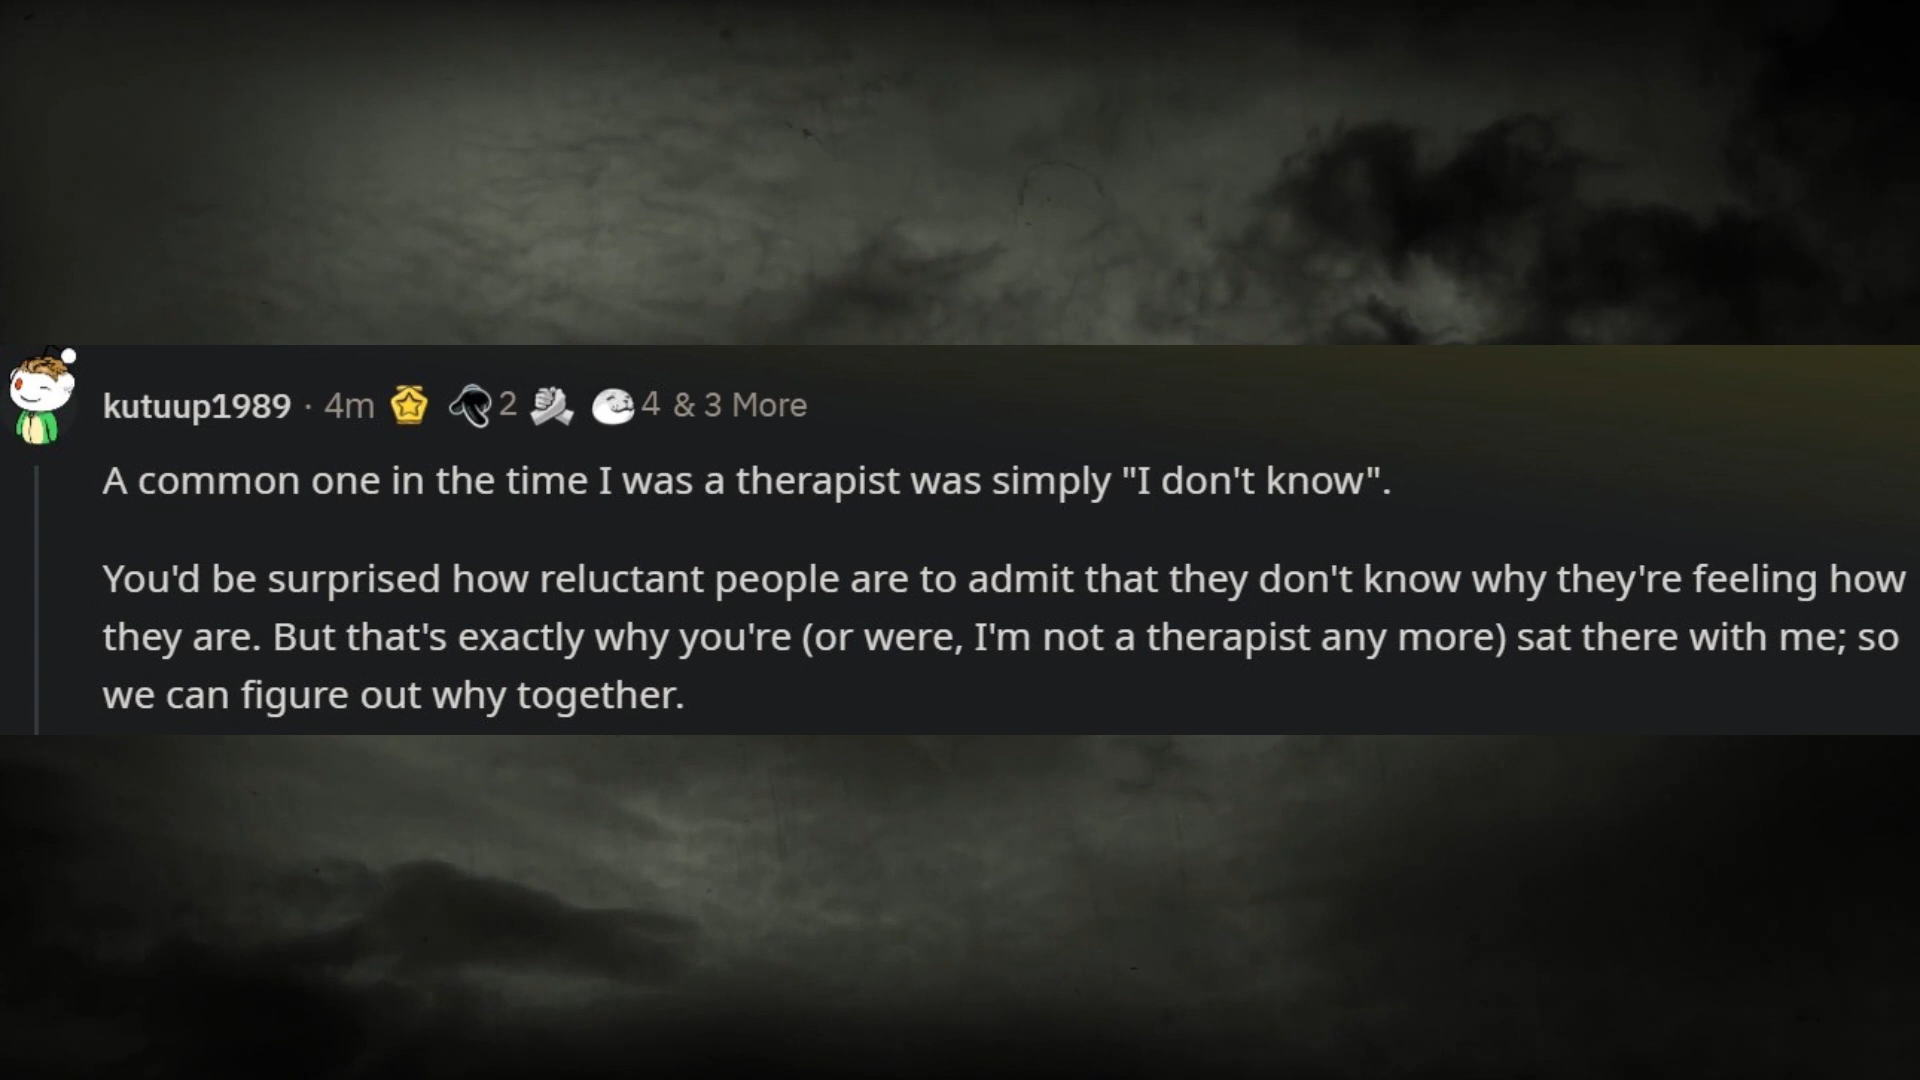 kutuup1989 · 4m 2 4 & 3 More
A common one in the time I was a therapist was simply "I don't know".
You'd be surprised how reluctant people are to admit that they don't know why they're feeling how
they are. But that's exactly why you're (or were, I'm not a therapist any more) sat there with me; so
we can figure out why together.